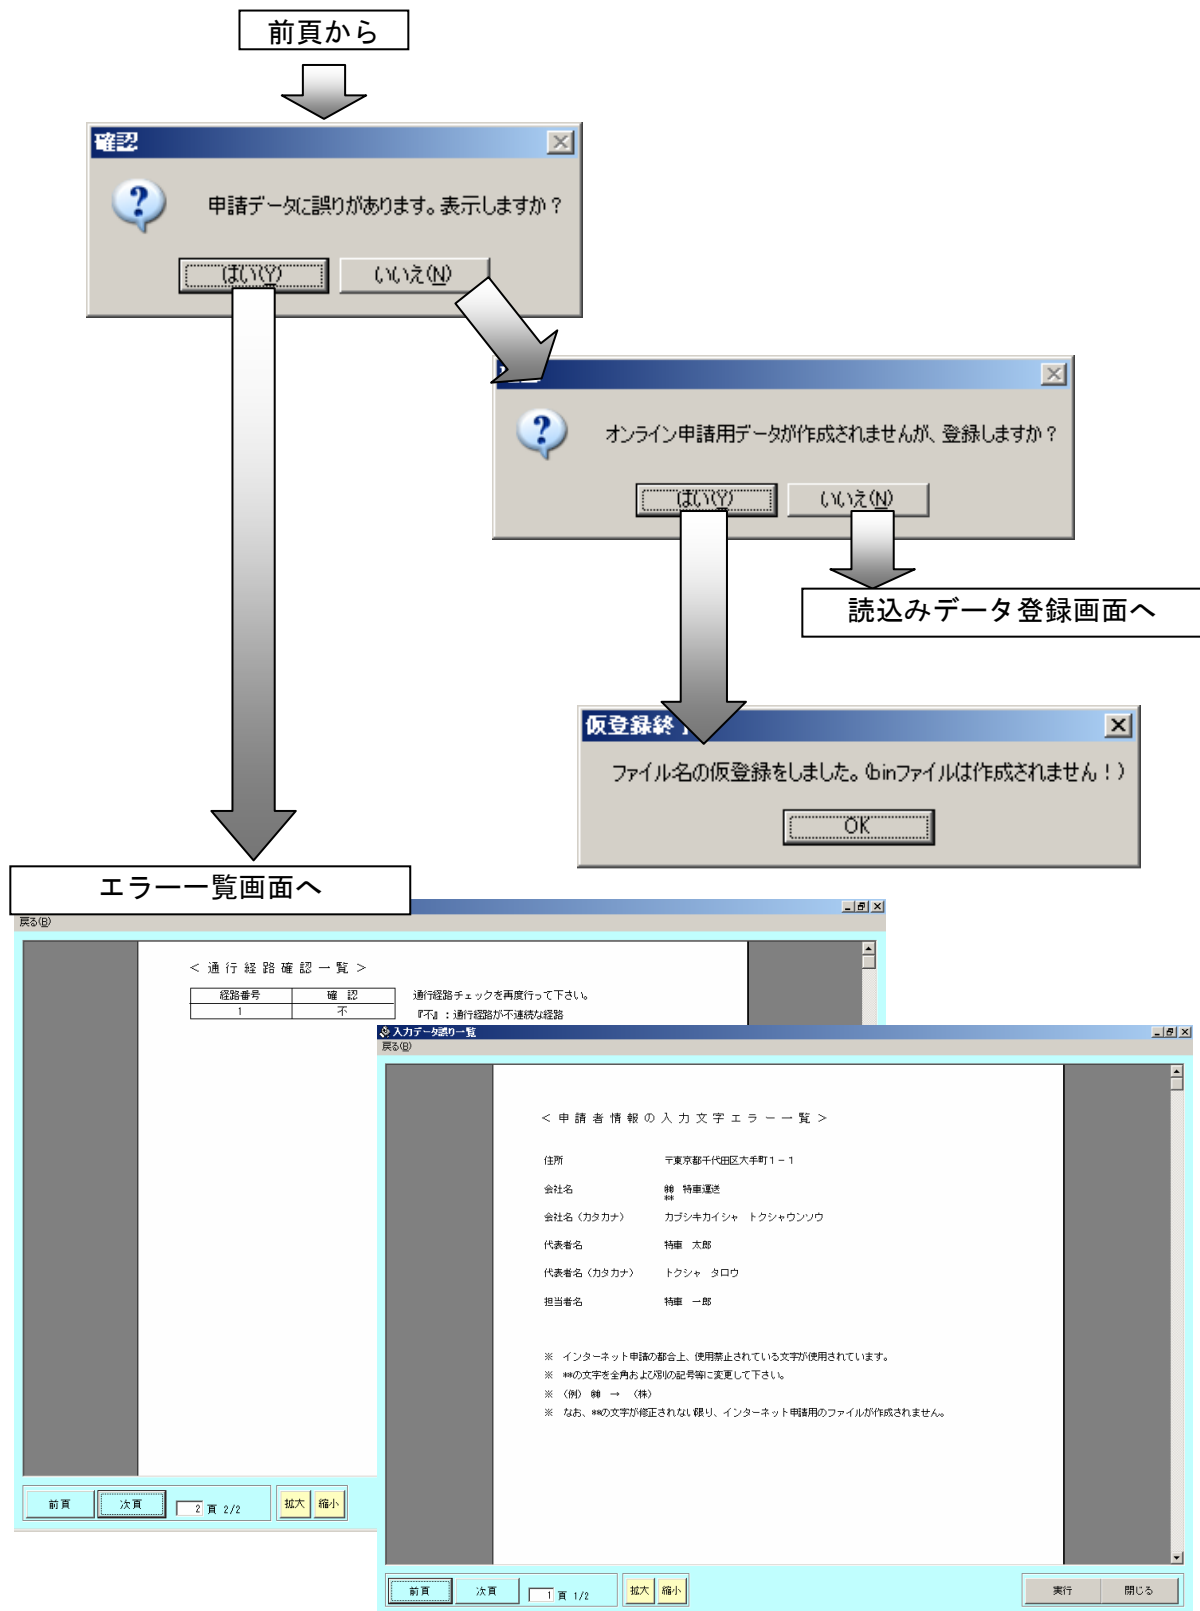 前頁から
確認
申請データに誤りがあります。表示しますか？
はい(Y)
いいえ(N)
オンライン申請用データが作成されませんが、登録しますか？
はい(Y)
いいえ(N)
読込みデータ登録画面へ
仮登録終
ファイル名の仮登録をしました。(binファイルは作成されません！)
OK
エラー一覧画面へ
戻る(B)
＜通行経路確認一覧＞
経路番号 確 認
1 不
通行経路チェックを再度行って下さい。
『不』：通行経路が不連続な経路
前頁 次頁 2 頁 2/2 拡大 縮小
入力データ誤り一覧
戻る(B)
＜申請者情報の入力文字エラー一覧＞
住所 〒東京都千代田区大手町１－１
会社名 ㈱ 特車運送
**
会社名（カタカナ） カブシキカイシャ トクシャウンソウ
代表者名 特車 太郎
代表者名（カタカナ） トクシャ タロウ
担当者名 特車 一郎
※ インターネット申請の都合上、使用禁止されている文字が使用されています。
※ **の文字を全角および別の記号等に変更して下さい。
※ （例） ㈱ → （株）
※ なお、**の文字が修正されない限り、インターネット申請用のファイルが作成されません。
前頁 次頁 1 頁 1/2 拡大 縮小 実行 閉じる